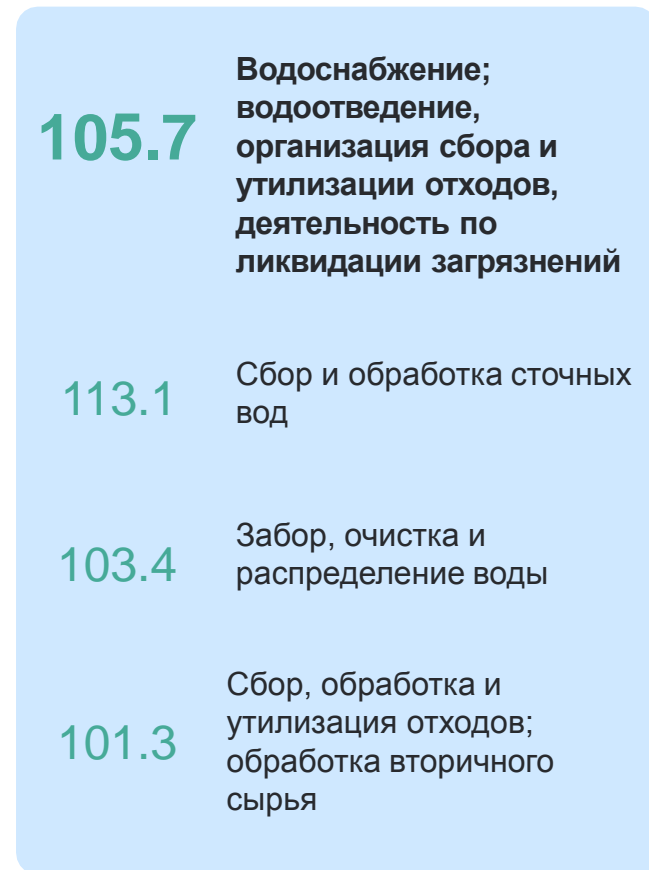 105.7
Водоснабжение;
водоотведение,
организация сбора и
утилизации отходов,
деятельность по
ликвидации загрязнений
113.1
Сбор и обработка сточных
вод
103.4
Забор, очистка и
распределение воды
101.3
Сбор, обработка и
утилизация отходов;
обработка вторичного
сырья